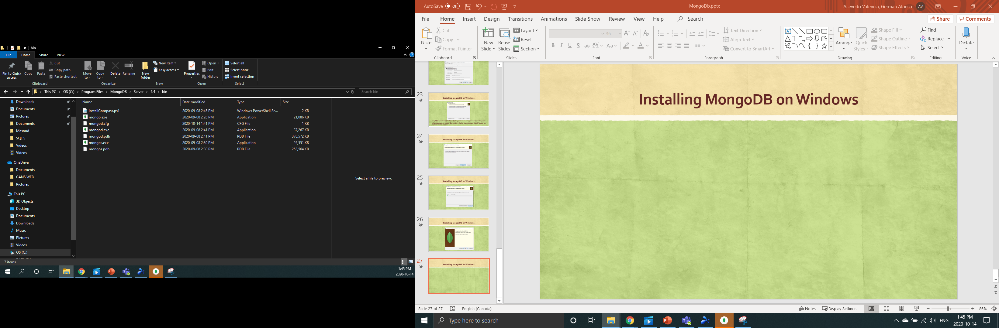 bin
File Home Share View
Pin to Quick access
Copy
Paste
Cut
Copy path
Paste shortcut
Clipboard
Move to
Copy to
Delete
Rename
Organize
New folder
New item
Easy access
New
Properties
Open
Edit
History
Open
Select all
Select none
Invert selection
Select
This PC > OS (C:) > Program Files > MongoDB > Server > 4.4 > bin
Search bin
Name Date modified Type Size
InstallCompass.ps1 2020-09-08 2:45 PM Windows PowerShell Sc... 2 KB
mongo.exe 2020-09-08 2:26 PM Application 21,086 KB
mongod.cfg 2020-10-14 1:41 PM CFG File 1 KB
mongod.exe 2020-09-08 2:41 PM Application 37,267 KB
mongod.pdb 2020-09-08 2:41 PM PDB File 376,572 KB
mongos.exe 2020-09-08 2:30 PM Application 26,551 KB
mongos.pdb 2020-09-08 2:30 PM PDB File 253,564 KB
Downloads
Documents
Pictures
Documents
Masoud
SQL'S
Videos
Videos
OneDrive
Documents
GANS WEB
Pictures
This PC
3D Objects
Desktop
Documents
Downloads
Music
Pictures
Videos
OS (C:)
Select a file to preview.
7 items
1:45 PM
2020-10-14
AutoSave Off
MongoDb.pptx
Acevedo Valencia, German Alonso AV
File Home Insert Design Transitions Animations Slide Show Review View Help Search
Share Comments
Paste
Cut
Copy
Format Painter
Clipboard
New Slide
Reuse Slides
Layout
Reset
Section
Slides
36
B I U S ab AV Aa A
Font
Text Direction
Align Text
Convert to SmartArt
Paragraph
Arrange
Quick Styles
Shape Fill
Shape Outline
Shape Effects
Drawing
Find
Replace
Select
Editing
Dictate
Voice
23
Installing MongoDB on Windows
24
Installing MongoDB on Windows
25
Installing MongoDB on Windows
26
Installing MongoDB on Windows
27
Installing MongoDB on Windows
Installing MongoDB on Windows
Slide 27 of 27 English (Canada)
Notes Display Settings 86%
Type here to search
ENG
1:45 PM
2020-10-14